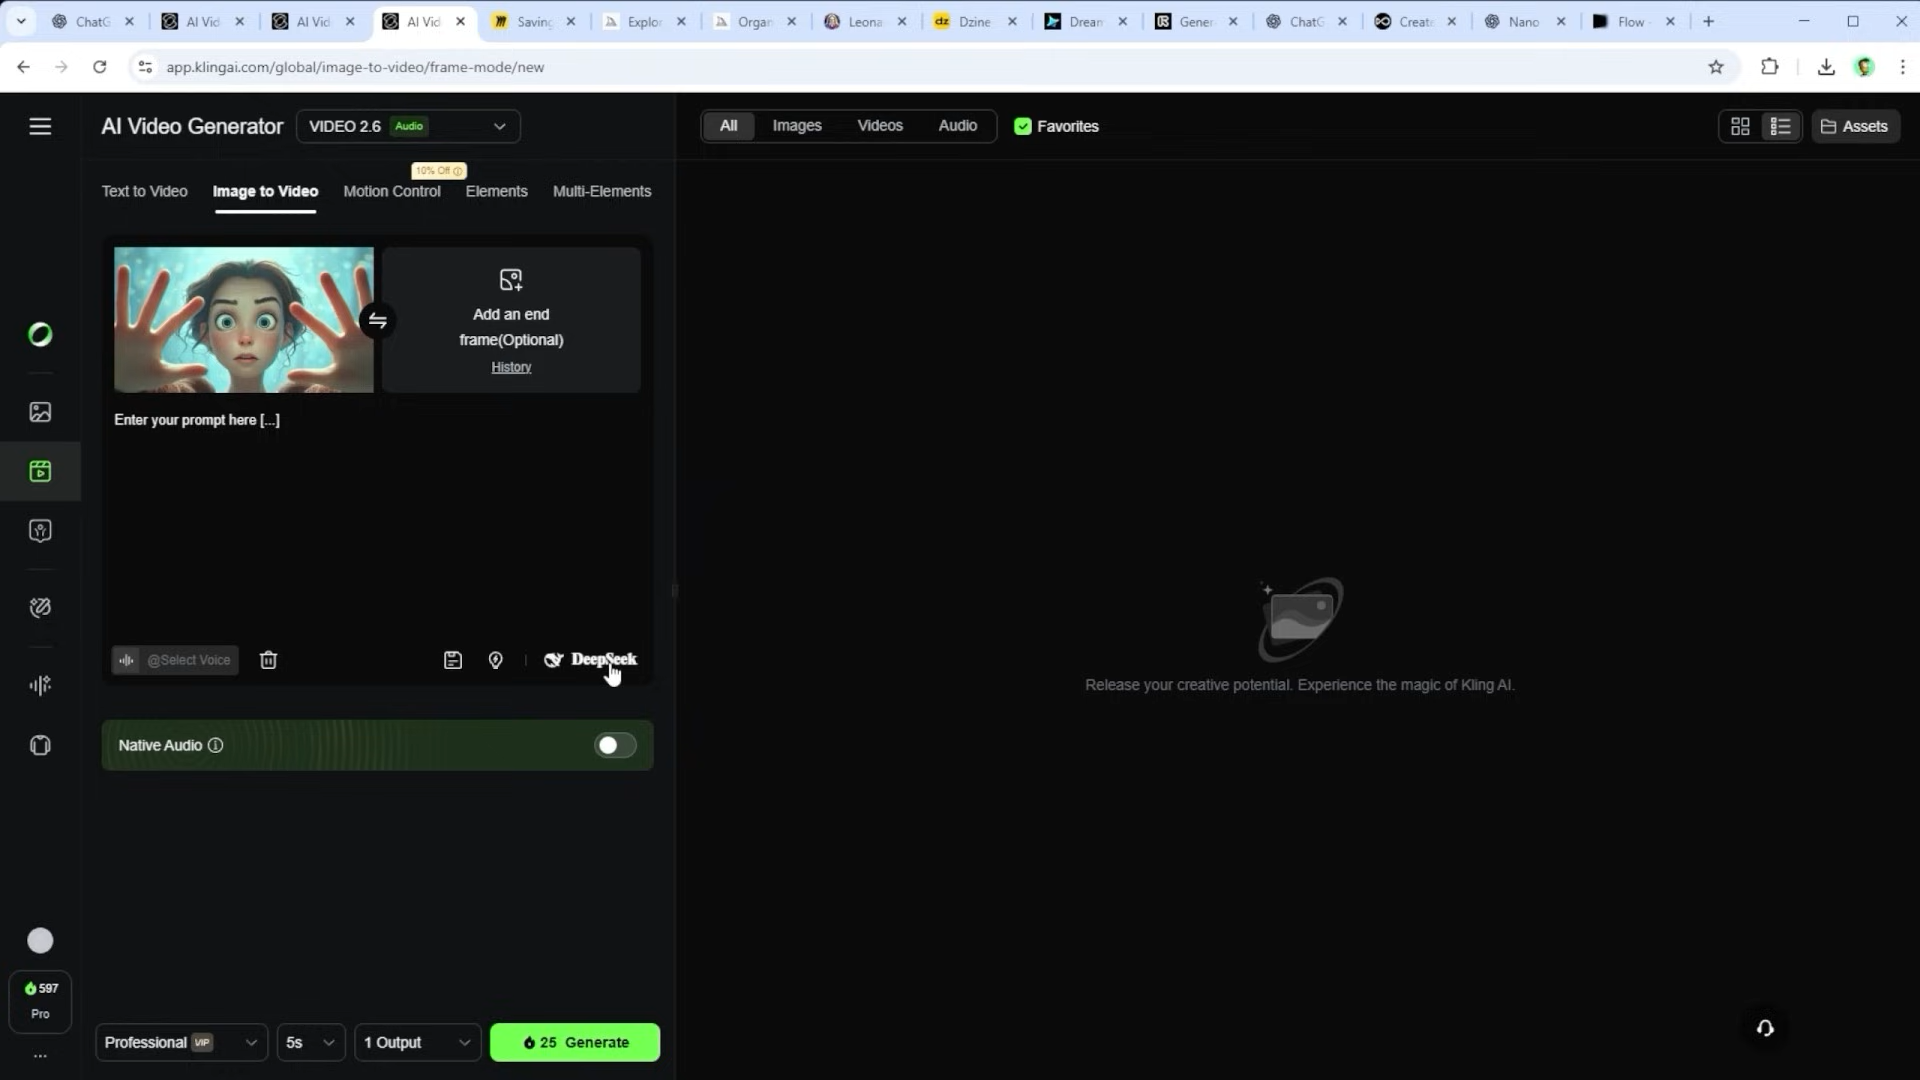 ChatG
AI Vid
AI Vid
AI Vid
Saving
Explor
Organ
Leona
Dzine
Dream
Gener
ChatG
Create
Nano
Flow -
app.klingai.com/global/image-to-video/frame-mode/new
AI Video Generator
VIDEO 2.6 Audio
All
Images
Videos
Audio
Favorites
Assets
10% Off
Text to Video
Image to Video
Motion Control
Elements
Multi-Elements
Add an end
frame(Optional)
History
Enter your prompt here [...]
@Select Voice
DeepSeek
Release your creative potential. Experience the magic of Kling AI.
Native Audio
597
Pro
Professional VIP
5s
1 Output
25 Generate